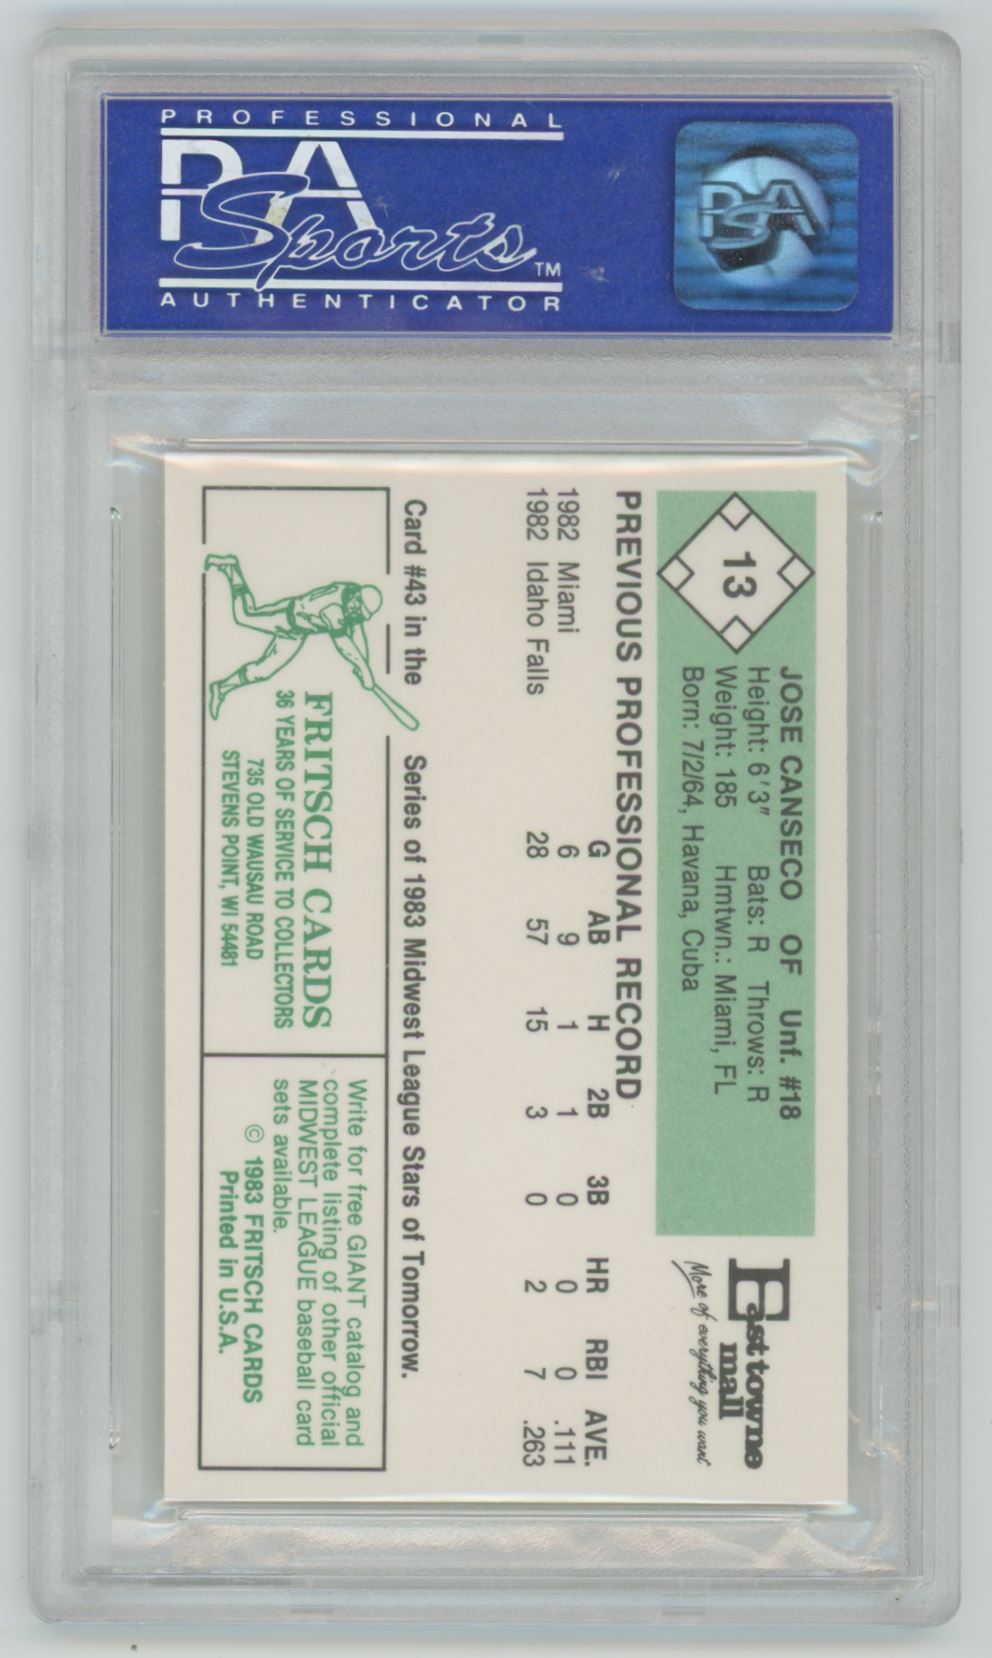 PROFESSIONAL
PSA
Sports™
AUTHENTICATOR
PSA
13
JOSE CANSECO OF Unf. #18
Height: 6'3" Bats: R Throws: R
Weight: 185 Hmtwn.: Miami, FL
Born: 7/2/64, Havana, Cuba
East towne
mall
More of everything you want
PREVIOUS PROFESSIONAL RECORD
G AB H 2B 3B HR RBI AVE.
1982 Miami 6 9 1 1 0 0 0 .111
1982 Idaho Falls 28 57 15 3 0 2 7 .263
Card #43 in the Series of 1983 Midwest League Stars of Tomorrow.
FRITSCH CARDS
36 YEARS OF SERVICE TO COLLECTORS
735 OLD WAUSAU ROAD
STEVENS POINT, WI 54481
Write for free GIANT catalog and
complete listing of other official
MIDWEST LEAGUE baseball card
sets available.
© 1983 FRITSCH CARDS
Printed in U.S.A.